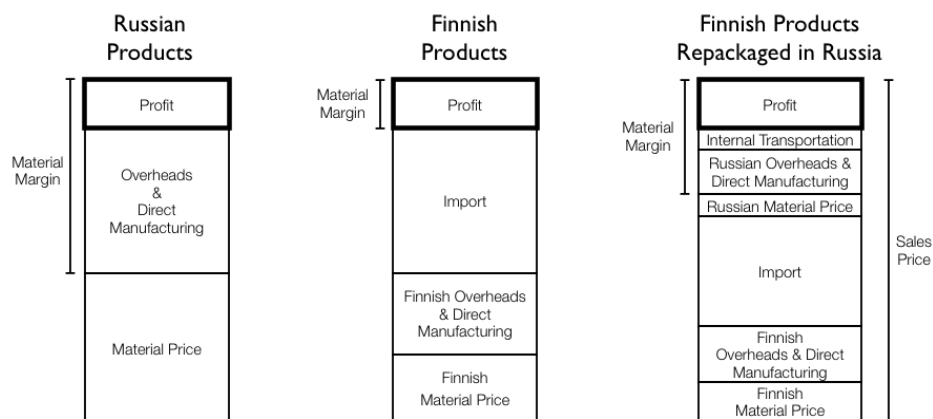 Russian
Products
Finnish
Products
Finnish Products
Repackaged in Russia
Material
Margin
Profit
Overheads
&
Direct
Manufacturing
Material Price
Material
Margin
Profit
Import
Finnish Overheads
& Direct
Manufacturing
Finnish
Material Price
Material
Margin
Profit
Internal Transportation
Russian Overheads &
Direct Manufacturing
Russian Material Price
Import
Finnish
Overheads & Direct
Manufacturing
Finnish
Material Price
Sales
Price